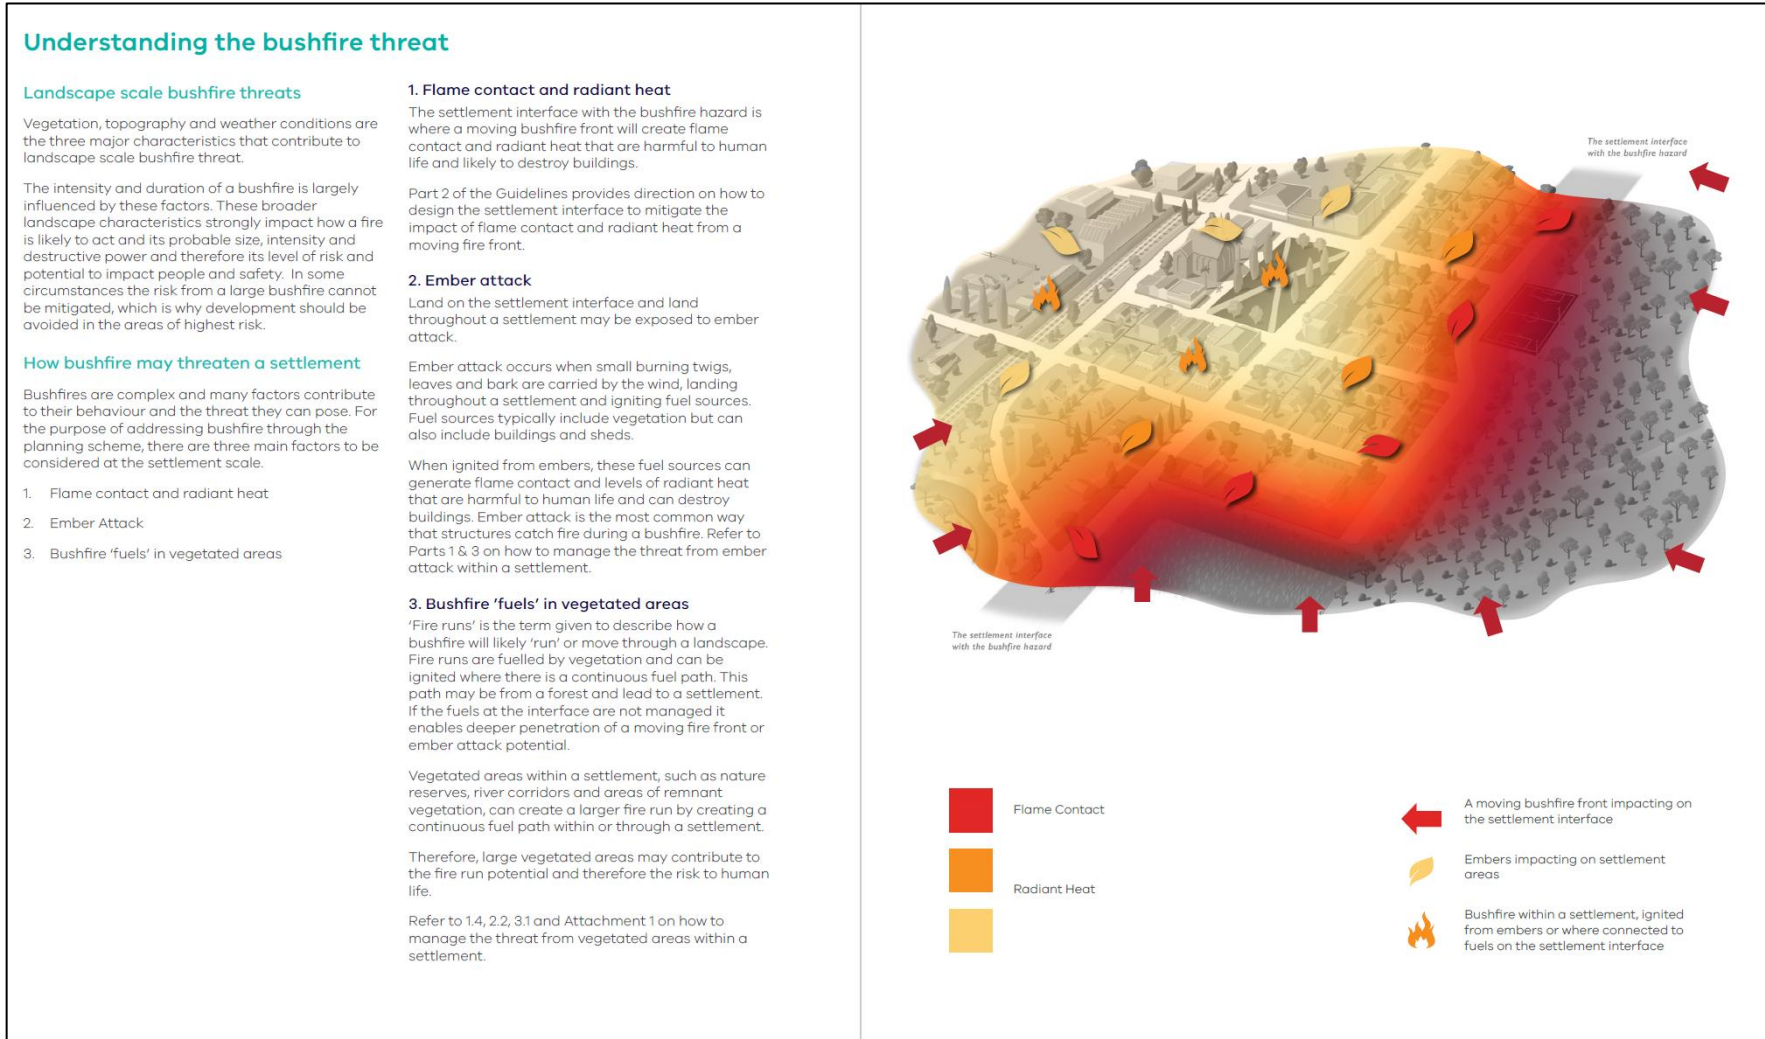 Understanding the bushfire threat
Landscape scale bushfire threats
Vegetation, topography and weather conditions are
the three major characteristics that contribute to
landscape scale bushfire threat.
The intensity and duration of a bushfire is largely
influenced by these factors. These broader
landscape characteristics strongly impact how a fire
is likely to act and its probable size, intensity and
destructive power and therefore its level of risk and
potential to impact people and safety. In some
circumstances the risk from a large bushfire cannot
be mitigated, which is why development should be
avoided in the areas of highest risk.
How bushfire may threaten a settlement
Bushfires are complex and many factors contribute
to their behaviour and the threat they can pose. For
the purpose of addressing bushfire through the
planning scheme, there are three main factors to be
considered at the settlement scale.
1. Flame contact and radiant heat
2. Ember Attack
3. Bushfire 'fuels' in vegetated areas
1. Flame contact and radiant heat
The settlement interface with the bushfire hazard is
where a moving bushfire front will create flame
contact and radiant heat that are harmful to human
life and likely to destroy buildings.
Part 2 of the Guidelines provides direction on how to
design the settlement interface to mitigate the
impact of flame contact and radiant heat from a
moving fire front.
2. Ember attack
Land on the settlement interface and land
throughout a settlement may be exposed to ember
attack.
Ember attack occurs when small burning twigs,
leaves and bark are carried by the wind, landing
throughout a settlement and igniting fuel sources.
Fuel sources typically include vegetation but can
also include buildings and sheds.
When ignited from embers, these fuel sources can
generate flame contact and levels of radiant heat
that are harmful to human life and can destroy
buildings. Ember attack is the most common way
that structures catch fire during a bushfire. Refer to
Parts 1 & 3 on how to manage the threat from ember
attack within a settlement.
3. Bushfire 'fuels' in vegetated areas
'Fire runs' is the term given to describe how a
bushfire will likely 'run' or move through a landscape.
Fire runs are fuelled by vegetation and can be
ignited where there is a continuous fuel path. This
path may be from a forest and lead to a settlement.
If the fuels at the interface are not managed it
enables deeper penetration of a moving fire front or
ember attack potential.
Vegetated areas within a settlement, such as nature
reserves, river corridors and areas of remnant
vegetation, can create a larger fire run by creating a
continuous fuel path within or through a settlement.
Therefore, large vegetated areas may contribute to
the fire run potential and therefore the risk to human
life.
Refer to 1.4, 2.2, 3.1 and Attachment 1 on how to
manage the threat from vegetated areas within a
settlement.
The settlement interface
with the bushfire hazard
The settlement interface
with the bushfire hazard
Flame Contact
Radiant Heat
A moving bushfire front impacting on
the settlement interface
Embers impacting on settlement
areas
Bushfire within a settlement, ignited
from embers or where connected to
fuels on the settlement interface